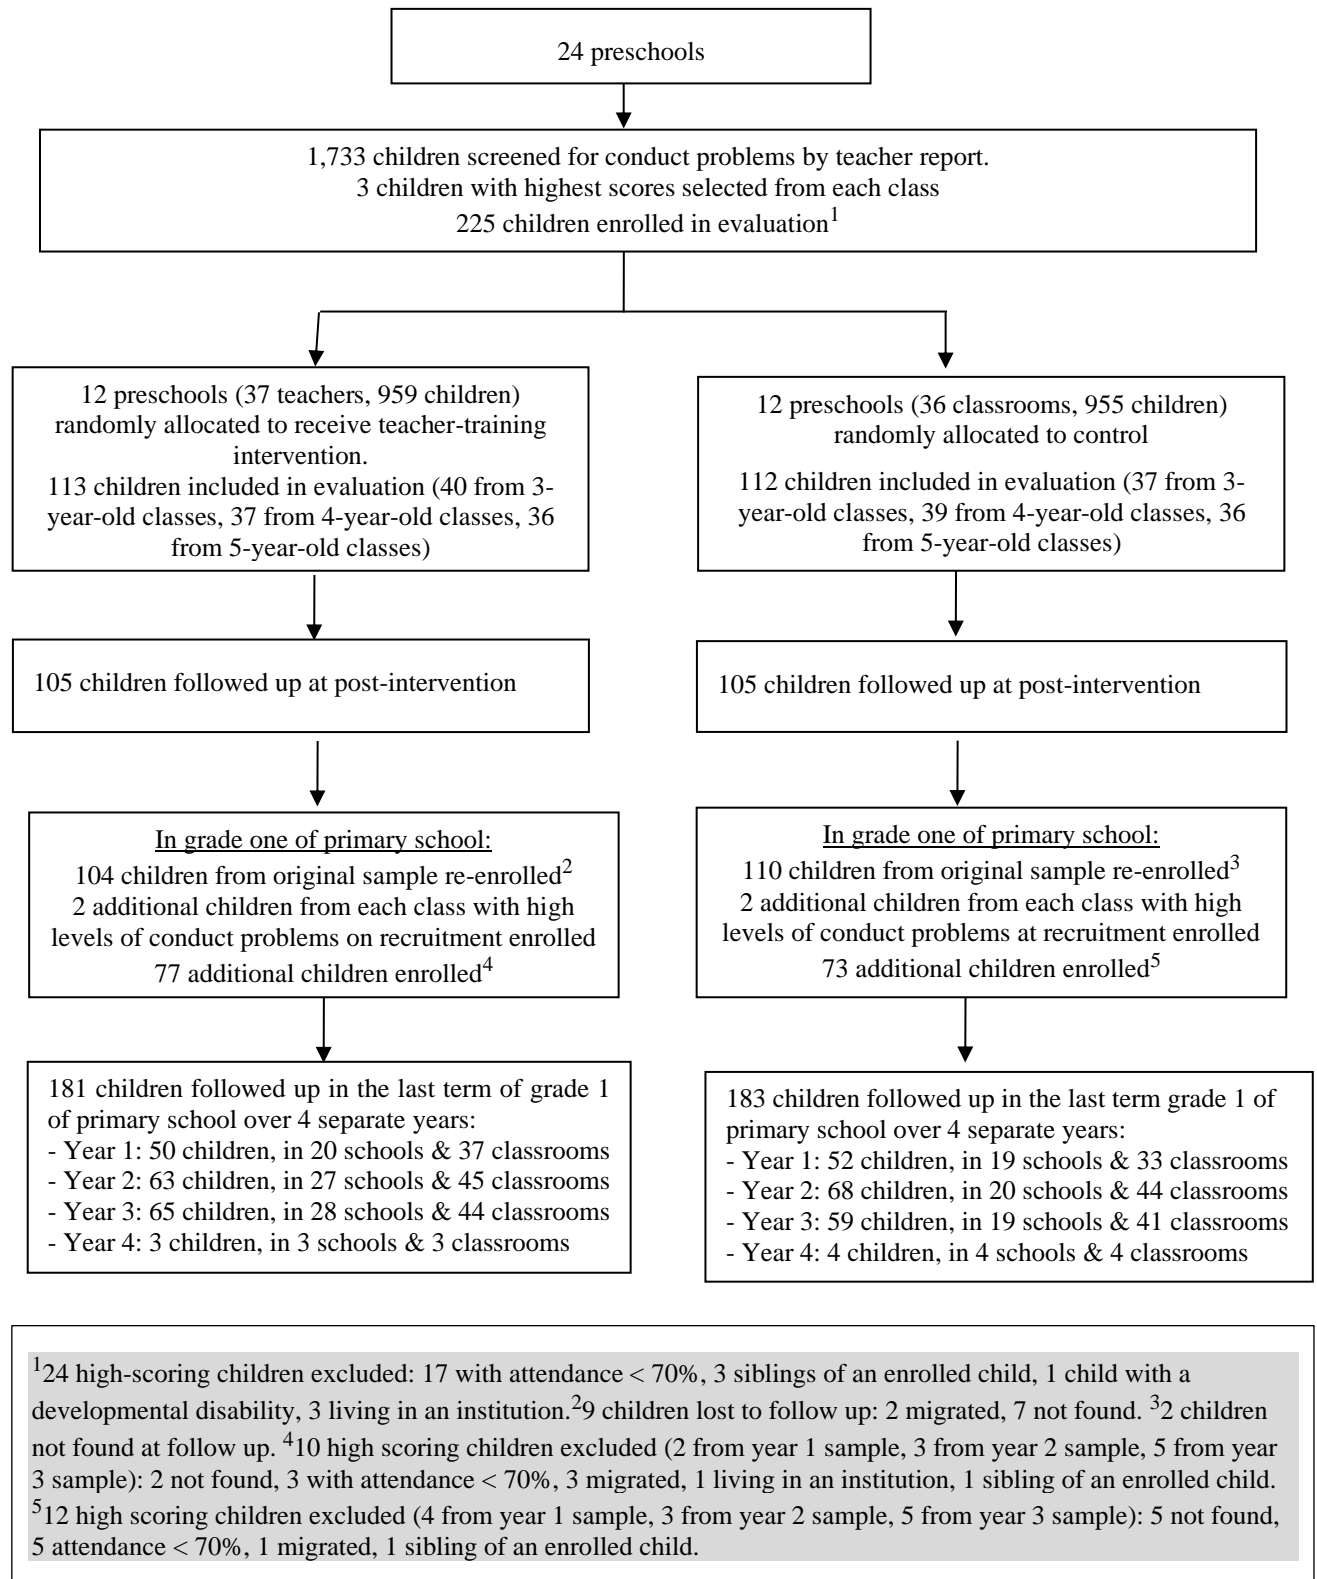 24 preschools
1,733 children screened for conduct problems by teacher report.
3 children with highest scores selected from each class
225 children enrolled in evaluation1
12 preschools (37 teachers, 959 children)
randomly allocated to receive teacher-training
intervention.
113 children included in evaluation (40 from 3-
year-old classes, 37 from 4-year-old classes, 36
from 5-year-old classes)
12 preschools (36 classrooms, 955 children)
randomly allocated to control
112 children included in evaluation (37 from 3-
year-old classes, 39 from 4-year-old classes, 36
from 5-year-old classes)
105 children followed up at post-intervention
105 children followed up at post-intervention
In grade one of primary school:
104 children from original sample re-enrolled2
2 additional children from each class with high
levels of conduct problems on recruitment enrolled
77 additional children enrolled4
In grade one of primary school:
110 children from original sample re-enrolled3
2 additional children from each class with high
levels of conduct problems at recruitment enrolled
73 additional children enrolled5
181 children followed up in the last term of grade 1
of primary school over 4 separate years:
- Year 1: 50 children, in 20 schools & 37 classrooms
- Year 2: 63 children, in 27 schools & 45 classrooms
- Year 3: 65 children, in 28 schools & 44 classrooms
- Year 4: 3 children, in 3 schools & 3 classrooms
183 children followed up in the last term grade 1 of
primary school over 4 separate years:
- Year 1: 52 children, in 19 schools & 33 classrooms
- Year 2: 68 children, in 20 schools & 44 classrooms
- Year 3: 59 children, in 19 schools & 41 classrooms
- Year 4: 4 children, in 4 schools & 4 classrooms
124 high-scoring children excluded: 17 with attendance < 70%, 3 siblings of an enrolled child, 1 child with a
developmental disability, 3 living in an institution.29 children lost to follow up: 2 migrated, 7 not found. 32 children
not found at follow up. 410 high scoring children excluded (2 from year 1 sample, 3 from year 2 sample, 5 from year
3 sample): 2 not found, 3 with attendance < 70%, 3 migrated, 1 living in an institution, 1 sibling of an enrolled child.
512 high scoring children excluded (4 from year 1 sample, 3 from year 2 sample, 5 from year 3 sample): 5 not found,
5 attendance < 70%, 1 migrated, 1 sibling of an enrolled child.